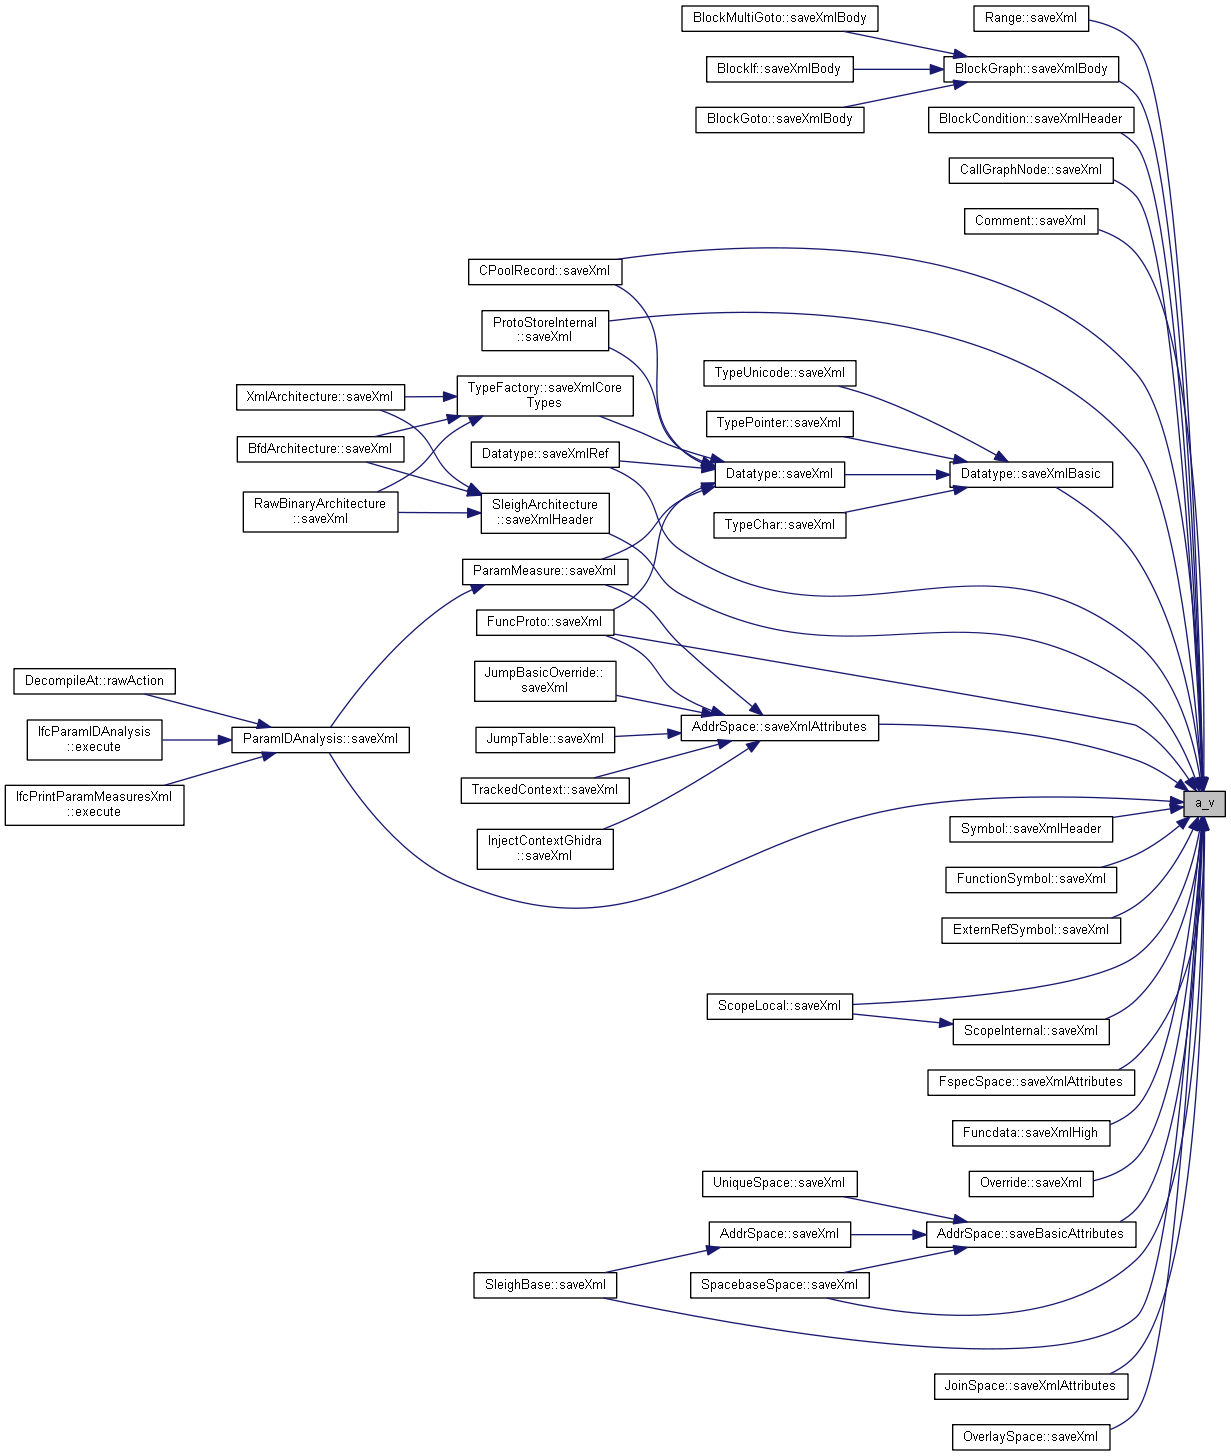 BlockMultiGoto::saveXmlBody
Range::saveXml
BlockIf::saveXmlBody
BlockGraph::saveXmlBody
BlockGoto::saveXmlBody
BlockCondition::saveXmlHeader
CallGraphNode::saveXml
Comment::saveXml
CPoolRecord::saveXml
ProtoStoreInternal
::saveXml
TypeUnicode::saveXml
XmlArchitecture::saveXml
TypeFactory::saveXmlCore
Types
TypePointer::saveXml
BfdArchitecture::saveXml
Datatype::saveXmlRef
Datatype::saveXml
Datatype::saveXmlBasic
RawBinaryArchitecture
::saveXml
SleighArchitecture
::saveXmlHeader
TypeChar::saveXml
ParamMeasure::saveXml
FuncProto::saveXml
DecompileAt::rawAction
JumpBasicOverride::
saveXml
IfcParamIDAnalysis
::execute
ParamIDAnalysis::saveXml
JumpTable::saveXml
AddrSpace::saveXmlAttributes
IfcPrintParamMeasuresXml
::execute
TrackedContext::saveXml
a_v
Symbol::saveXmlHeader
InjectContextGhidra
::saveXml
FunctionSymbol::saveXml
ExternRefSymbol::saveXml
ScopeLocal::saveXml
ScopeInternal::saveXml
FspecSpace::saveXmlAttributes
Funcdata::saveXmlHigh
UniqueSpace::saveXml
Override::saveXml
AddrSpace::saveXml
AddrSpace::saveBasicAttributes
SleighBase::saveXml
SpacebaseSpace::saveXml
JoinSpace::saveXmlAttributes
OverlaySpace::saveXml